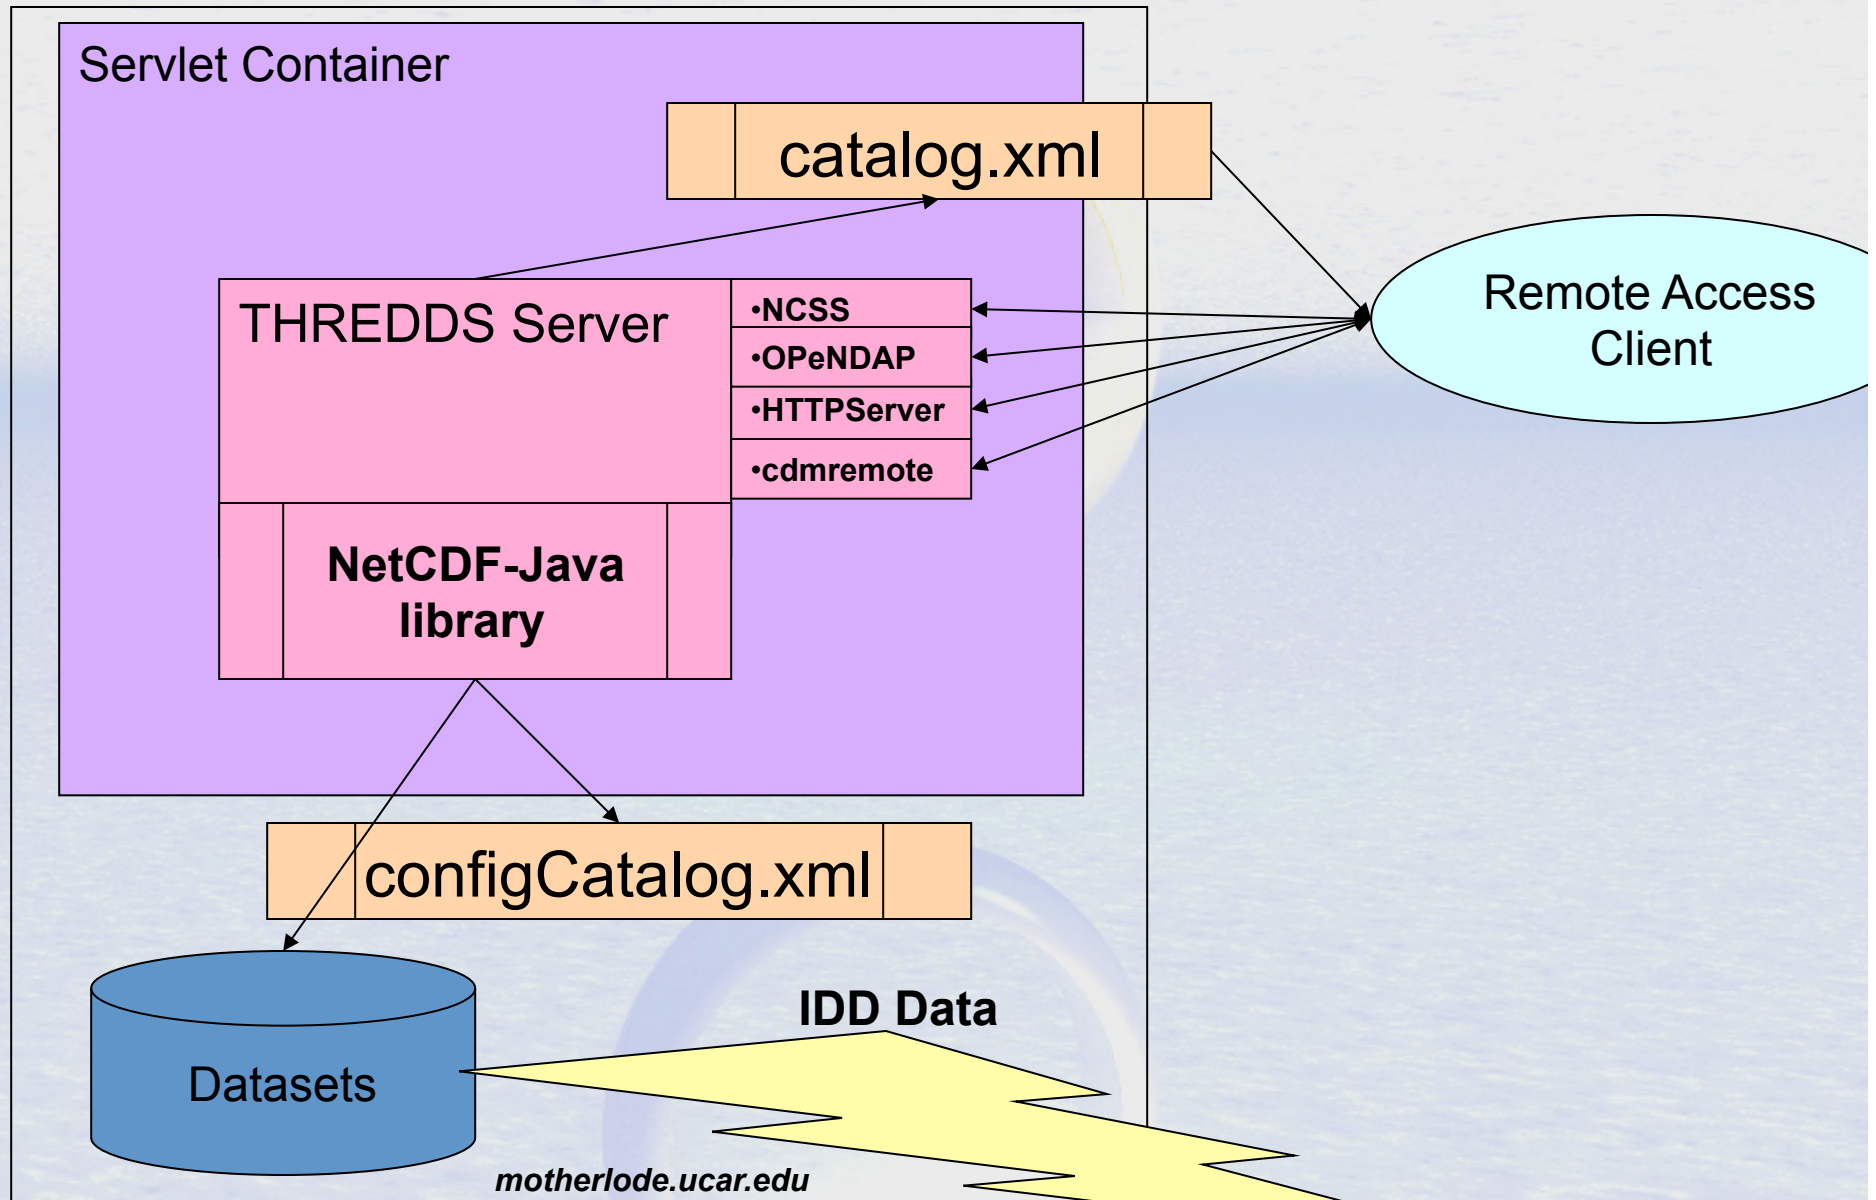 Servlet Container
catalog.xml
THREDDS Server
•NCSS
•OPeNDAP
•HTTPServer
•cdmremote
Remote Access
Client
NetCDF-Java
library
configCatalog.xml
IDD Data
Datasets
motherlode.ucar.edu